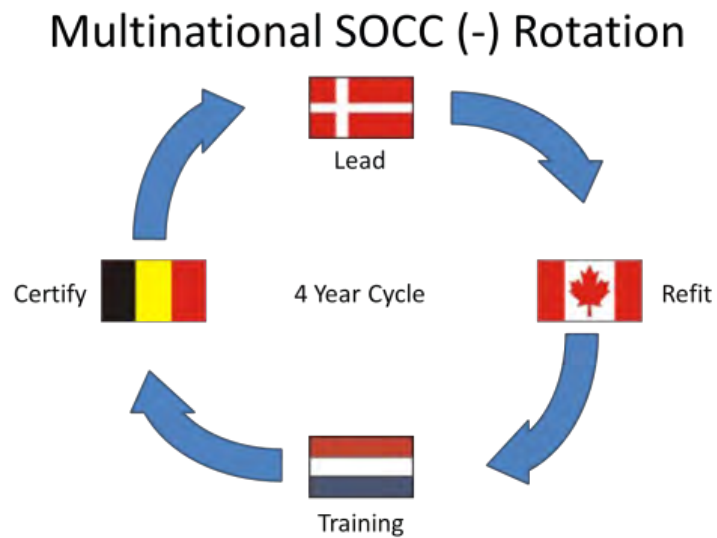 Multinational SOCC (-) Rotation
Lead
Certify
4 Year Cycle
Refit
Training